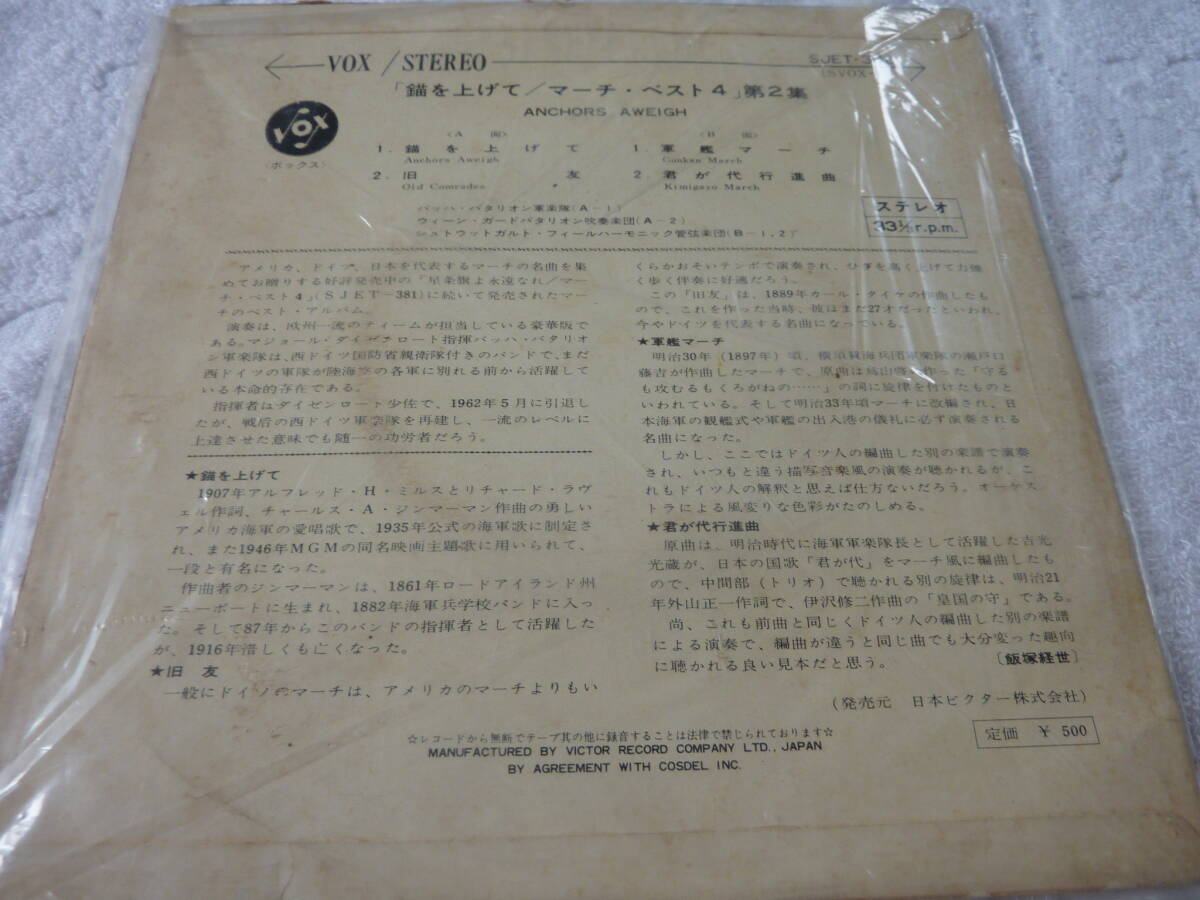 VOX / STEREO
SJET-3
(SVOX-
「錨を上げて／マーチ・ベスト4」第2集
ANCHORS AWEIGH
VOX
(ボックス)
〈A 面〉
1. 錨を上げて
Anchors Aweigh
2. 旧友
Old Comrades
〈B 面〉
1. 軍艦マーチ
Gunkan March
2. 君が代行進曲
Kimigayo March
バッハ・バタリオン軍楽隊(A-1)
ウィーン・ガードバタリオン吹奏楽団(A-2)
シュトゥットガルト・フィールハーモニック管弦楽団(B-1,2)
ステレオ
33⅓r.p.m.
アメリカ、ドイツ、日本を代表するマーチの名曲を集
めてお贈りする好評発売中の「星条旗よ永遠なれ／マー
チ・ベスト4」(SJET-381)に続いて発売されたマー
チのベスト・アルバム。
演奏は、欧州一流のティームが担当している豪華版で
ある。マジョール・ダイゼンロート指揮バッハ・バタリオ
ン軍楽隊は、西ドイツ国防省親衛隊付きのバンドで、まだ
西ドイツの軍隊が陸海空の各軍に別れる前から活躍して
いる本命的存在である。
指揮者はダイゼンロート少佐で、1962年5月に引退し
たが、戦后の西ドイツ軍楽隊を再建し、一流のレベルに
上達させた意味でも随一の功労者だろう。
★錨を上げて
1907年アルフレッド・H・ミルスとリチャード・ラヴ
ェル作詞、チャールス・A・ジンマーマン作曲の勇しい
アメリカ海軍の愛唱歌で、1935年公式の海軍歌に制定さ
れ、また1946年MGMの同名映画主題歌に用いられて、
一段と有名になった。
作曲者のジンマーマンは、1861年ロードアイランド州
ニューポートに生まれ、1882年海軍兵学校バンドに入っ
た。そして87年からこのバンドの指揮者として活躍した
が、1916年惜しくも亡くなった。
★旧 友
一般にドイツのマーチは、アメリカのマーチよりもい
くらかおそいテンポで演奏され、ひざを高く上げて力強
く歩く伴奏に好適だろう。
この「旧友」は、1889年カール・タイケの作曲したも
ので、これを作った当時、彼はまだ27才だったといわれ、
今やドイツを代表する名曲になっている。
★軍艦マーチ
明治30年（1897年）頃、横須賀海兵団軍楽隊の瀬戸口
藤吉が作曲したマーチで、原曲は鳥山啓の作った「守る
も攻むるもくろがねの……」の詞に旋律を付けたものと
いわれている。そして明治33年頃マーチに改編され、日
本海軍の観艦式や軍艦の出入港の儀礼に必ず演奏される
名曲になった。
しかし、ここではドイツ人の編曲した別の楽譜で演奏
され、いつもと違う描写音楽風の演奏が聴かれるが、こ
れもドイツ人の解釈と思えば仕方ないだろう。オーケス
トラによる風変りな色彩がたのしめる。
★君が代行進曲
原曲は、明治時代に海軍軍楽隊長として活躍した吉光
光蔵が、日本の国歌「君が代」をマーチ風に編曲したも
ので、中間部（トリオ）で聴かれる別の旋律は、明治21
年外山正一作詞で、伊沢修二作曲の「皇国の守」である。
尚、これも前曲と同じくドイツ人の編曲した別の楽譜
による演奏で、編曲が違うと同じ曲でも大分変った趣向
に聴かれる良い見本だと思う。〔飯塚経世〕
(発売元 日本ビクター株式会社)
☆レコードから無断でテープ其の他に録音することは法律で禁じられております☆
MANUFACTURED BY VICTOR RECORD COMPANY LTD., JAPAN
BY AGREEMENT WITH COSDEL INC.
定価 ￥500